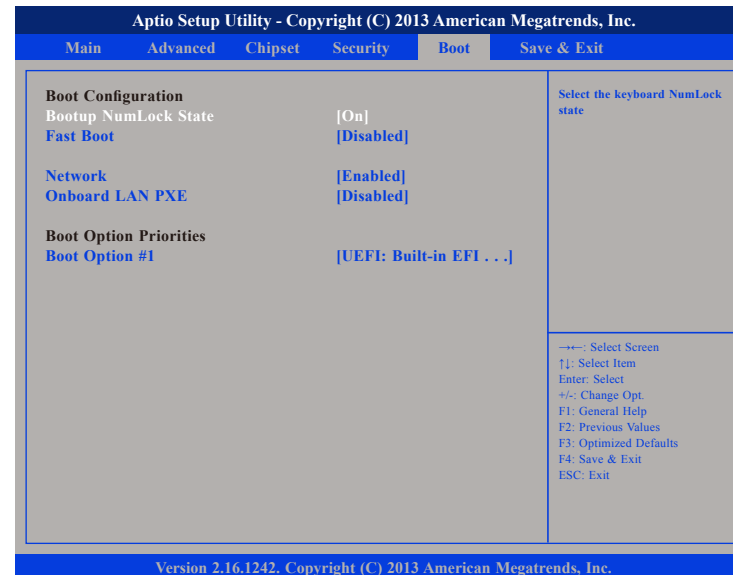 Aptio Setup Utility - Copyright (C) 2013 American Megatrends, Inc.
Main Advanced Chipset Security Boot Save & Exit
Boot Configuration
Bootup NumLock State [On]
Fast Boot [Disabled]
Network [Enabled]
Onboard LAN PXE [Disabled]
Boot Option Priorities
Boot Option #1 [UEFI: Built-in EFI . . .]
Select the keyboard NumLock
state
→←: Select Screen
↑↓: Select Item
Enter: Select
+/-: Change Opt.
F1: General Help
F2: Previous Values
F3: Optimized Defaults
F4: Save & Exit
ESC: Exit
Version 2.16.1242. Copyright (C) 2013 American Megatrends, Inc.